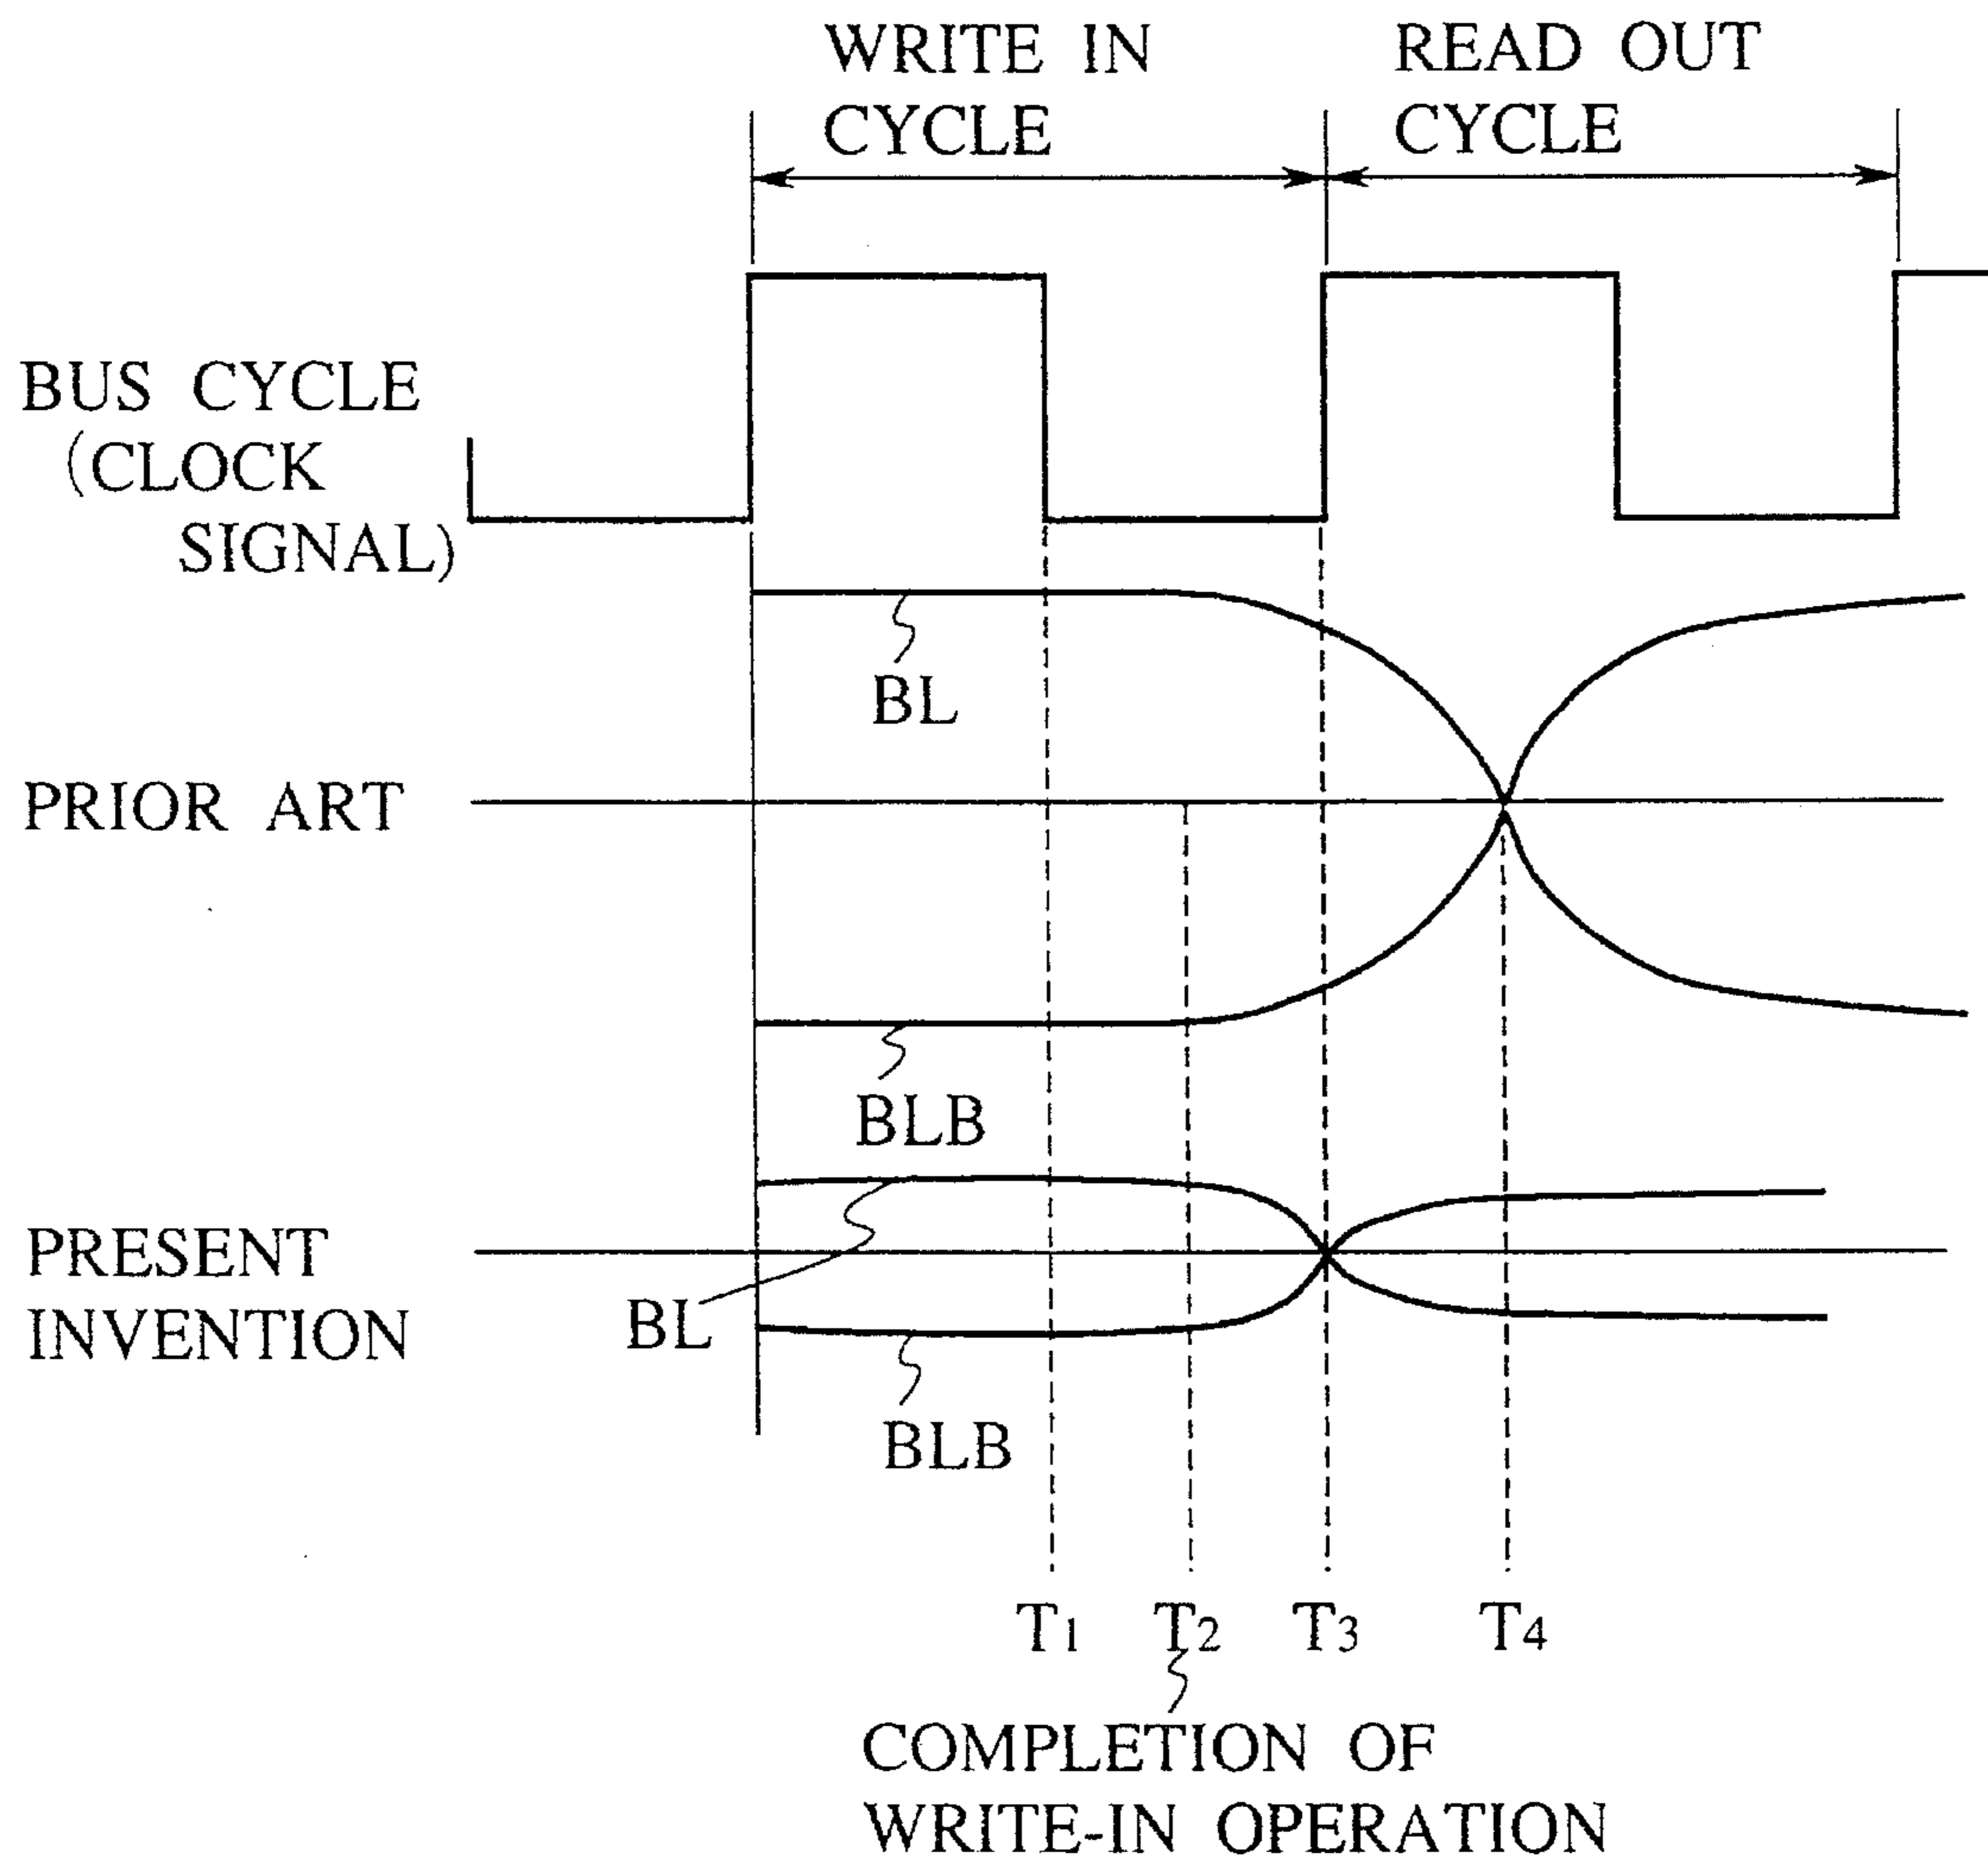 WRITE IN
CYCLE
READ OUT
CYCLE
BUS CYCLE
(CLOCK
SIGNAL)
BL
PRIOR ART
BLB
PRESENT
INVENTION
BL
BLB
T1 T2 T3 T4
COMPLETION OF
WRITE-IN OPERATION